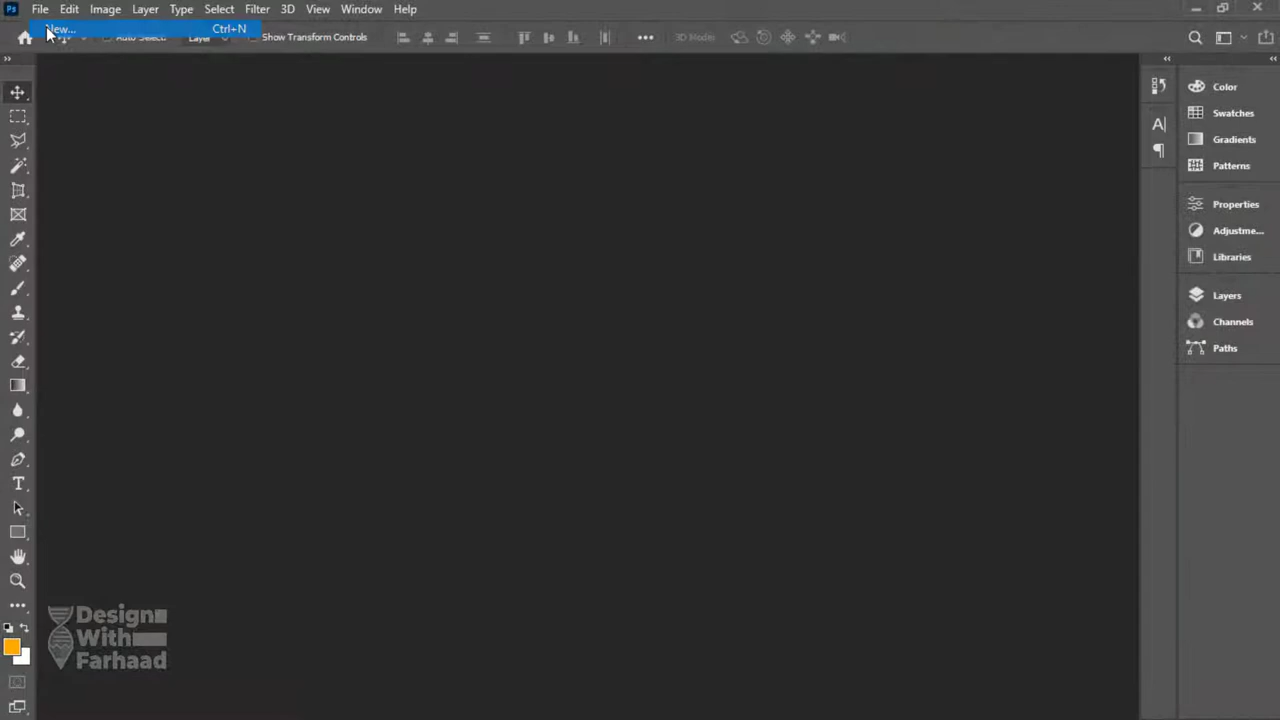 Ps File Edit Image Layer Type Select Filter 3D View Window Help
New... Ctrl+N
Auto-Select: Layer Show Transform Controls ••• 3D Mode:
Color
Swatches
Gradients
Patterns
Properties
Adjustme...
Libraries
Layers
Channels
Paths
Design
With
Farhaad